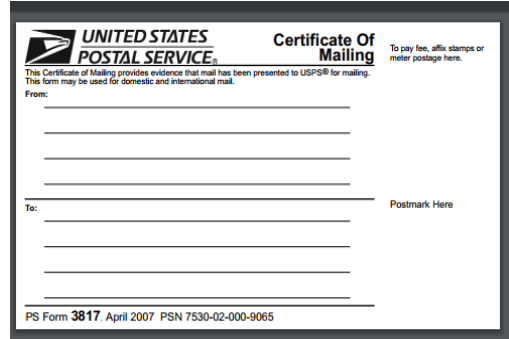 UNITED STATES
POSTAL SERVICE®
Certificate Of
Mailing
To pay fee, affix stamps or
meter postage here.
This Certificate of Mailing provides evidence that mail has been presented to USPS® for mailing.
This form may be used for domestic and international mail.
From:
To:
Postmark Here
PS Form 3817, April 2007 PSN 7530-02-000-9065